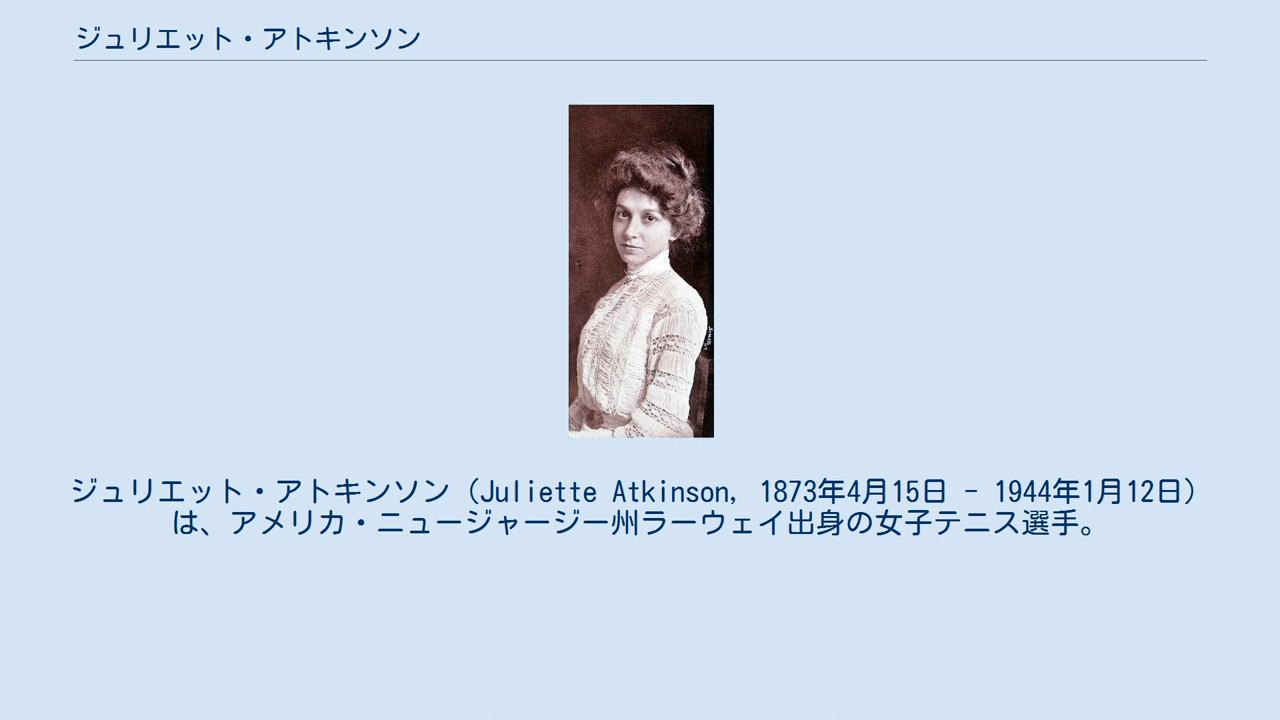 ジュリエット・アトキンソン
ジュリエット・アトキンソン（Juliette Atkinson, 1873年4月15日 - 1944年1月12日）
は、アメリカ・ニュージャージー州ラーウェイ出身の女子テニス選手。